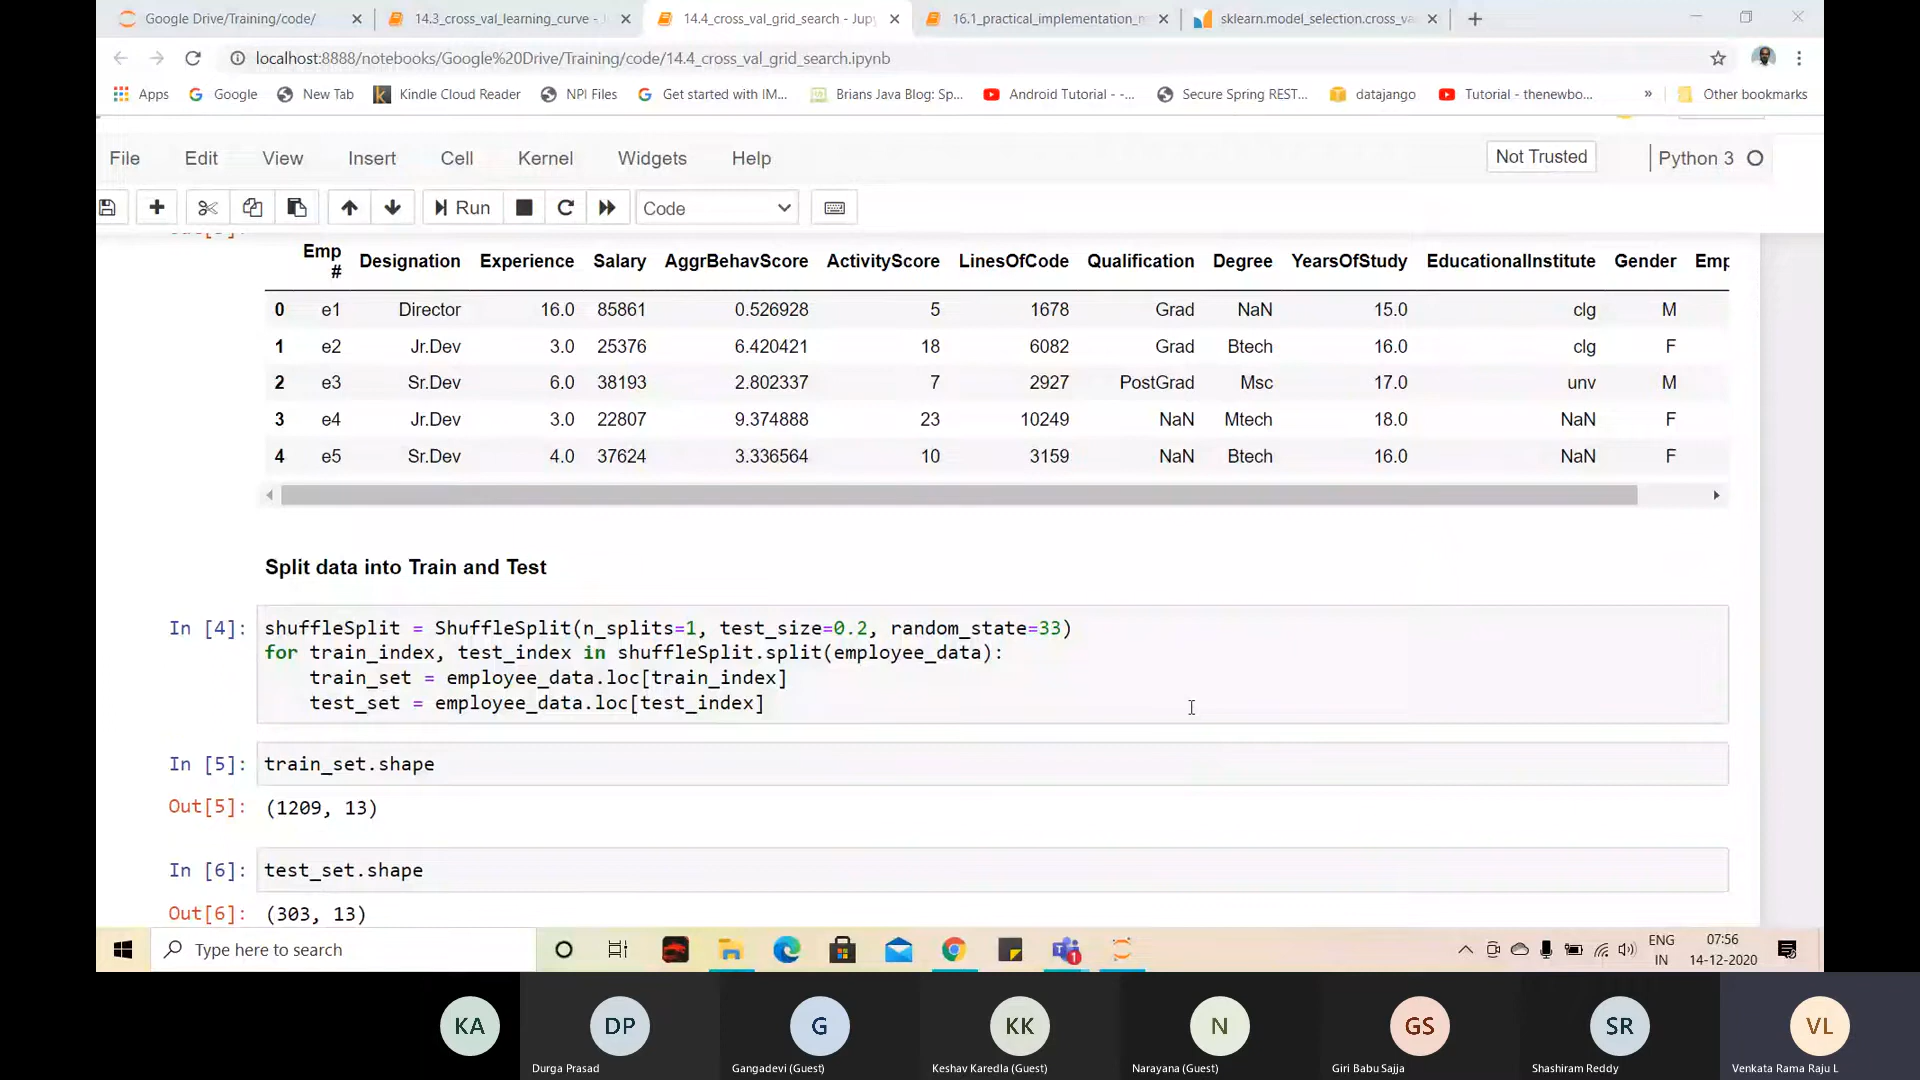 Google Drive/Training/code/
14.3_cross_val_learning_curve -
14.4_cross_val_grid_search - Jup
16.1_practical_implementation_
sklearn.model_selection.cross_va
localhost:8888/notebooks/Google%20Drive/Training/code/14.4_cross_val_grid_search.ipynb
Apps Google New Tab Kindle Cloud Reader NPI Files Get started with IM... Brians Java Blog: Sp... Android Tutorial - -... Secure Spring REST... datajango Tutorial - thenewbo... » Other bookmarks
File Edit View Insert Cell Kernel Widgets Help Not Trusted Python 3
Run Code
Emp # Designation Experience Salary AggrBehavScore ActivityScore LinesOfCode Qualification Degree YearsOfStudy EducationalInstitute Gender Emp
0 e1 Director 16.0 85861 0.526928 5 1678 Grad NaN 15.0 clg M
1 e2 Jr.Dev 3.0 25376 6.420421 18 6082 Grad Btech 16.0 clg F
2 e3 Sr.Dev 6.0 38193 2.802337 7 2927 PostGrad Msc 17.0 unv M
3 e4 Jr.Dev 3.0 22807 9.374888 23 10249 NaN Mtech 18.0 NaN F
4 e5 Sr.Dev 4.0 37624 3.336564 10 3159 NaN Btech 16.0 NaN F
Split data into Train and Test
In [4]: shuffleSplit = ShuffleSplit(n_splits=1, test_size=0.2, random_state=33)
for train_index, test_index in shuffleSplit.split(employee_data):
train_set = employee_data.loc[train_index]
test_set = employee_data.loc[test_index]
In [5]: train_set.shape
Out[5]: (1209, 13)
In [6]: test_set.shape
Out[6]: (303, 13)
Type here to search
1
ENG
IN
07:56
14-12-2020
KA DP G KK N GS SR VL
Durga Prasad Gangadevi (Guest) Keshav Karedla (Guest) Narayana (Guest) Giri Babu Sajja Shashiram Reddy Venkata Rama Raju L